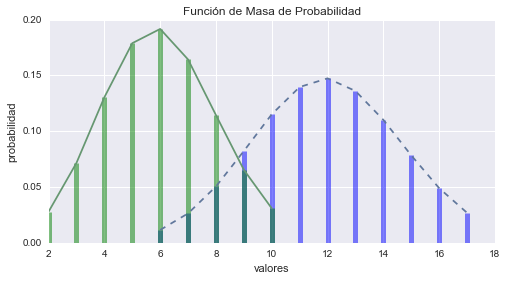 Función de Masa de Probabilidad
probabilidad
0.20
0.15
0.10
0.05
0.00
2 4 6 8 10 12 14 16 18
valores